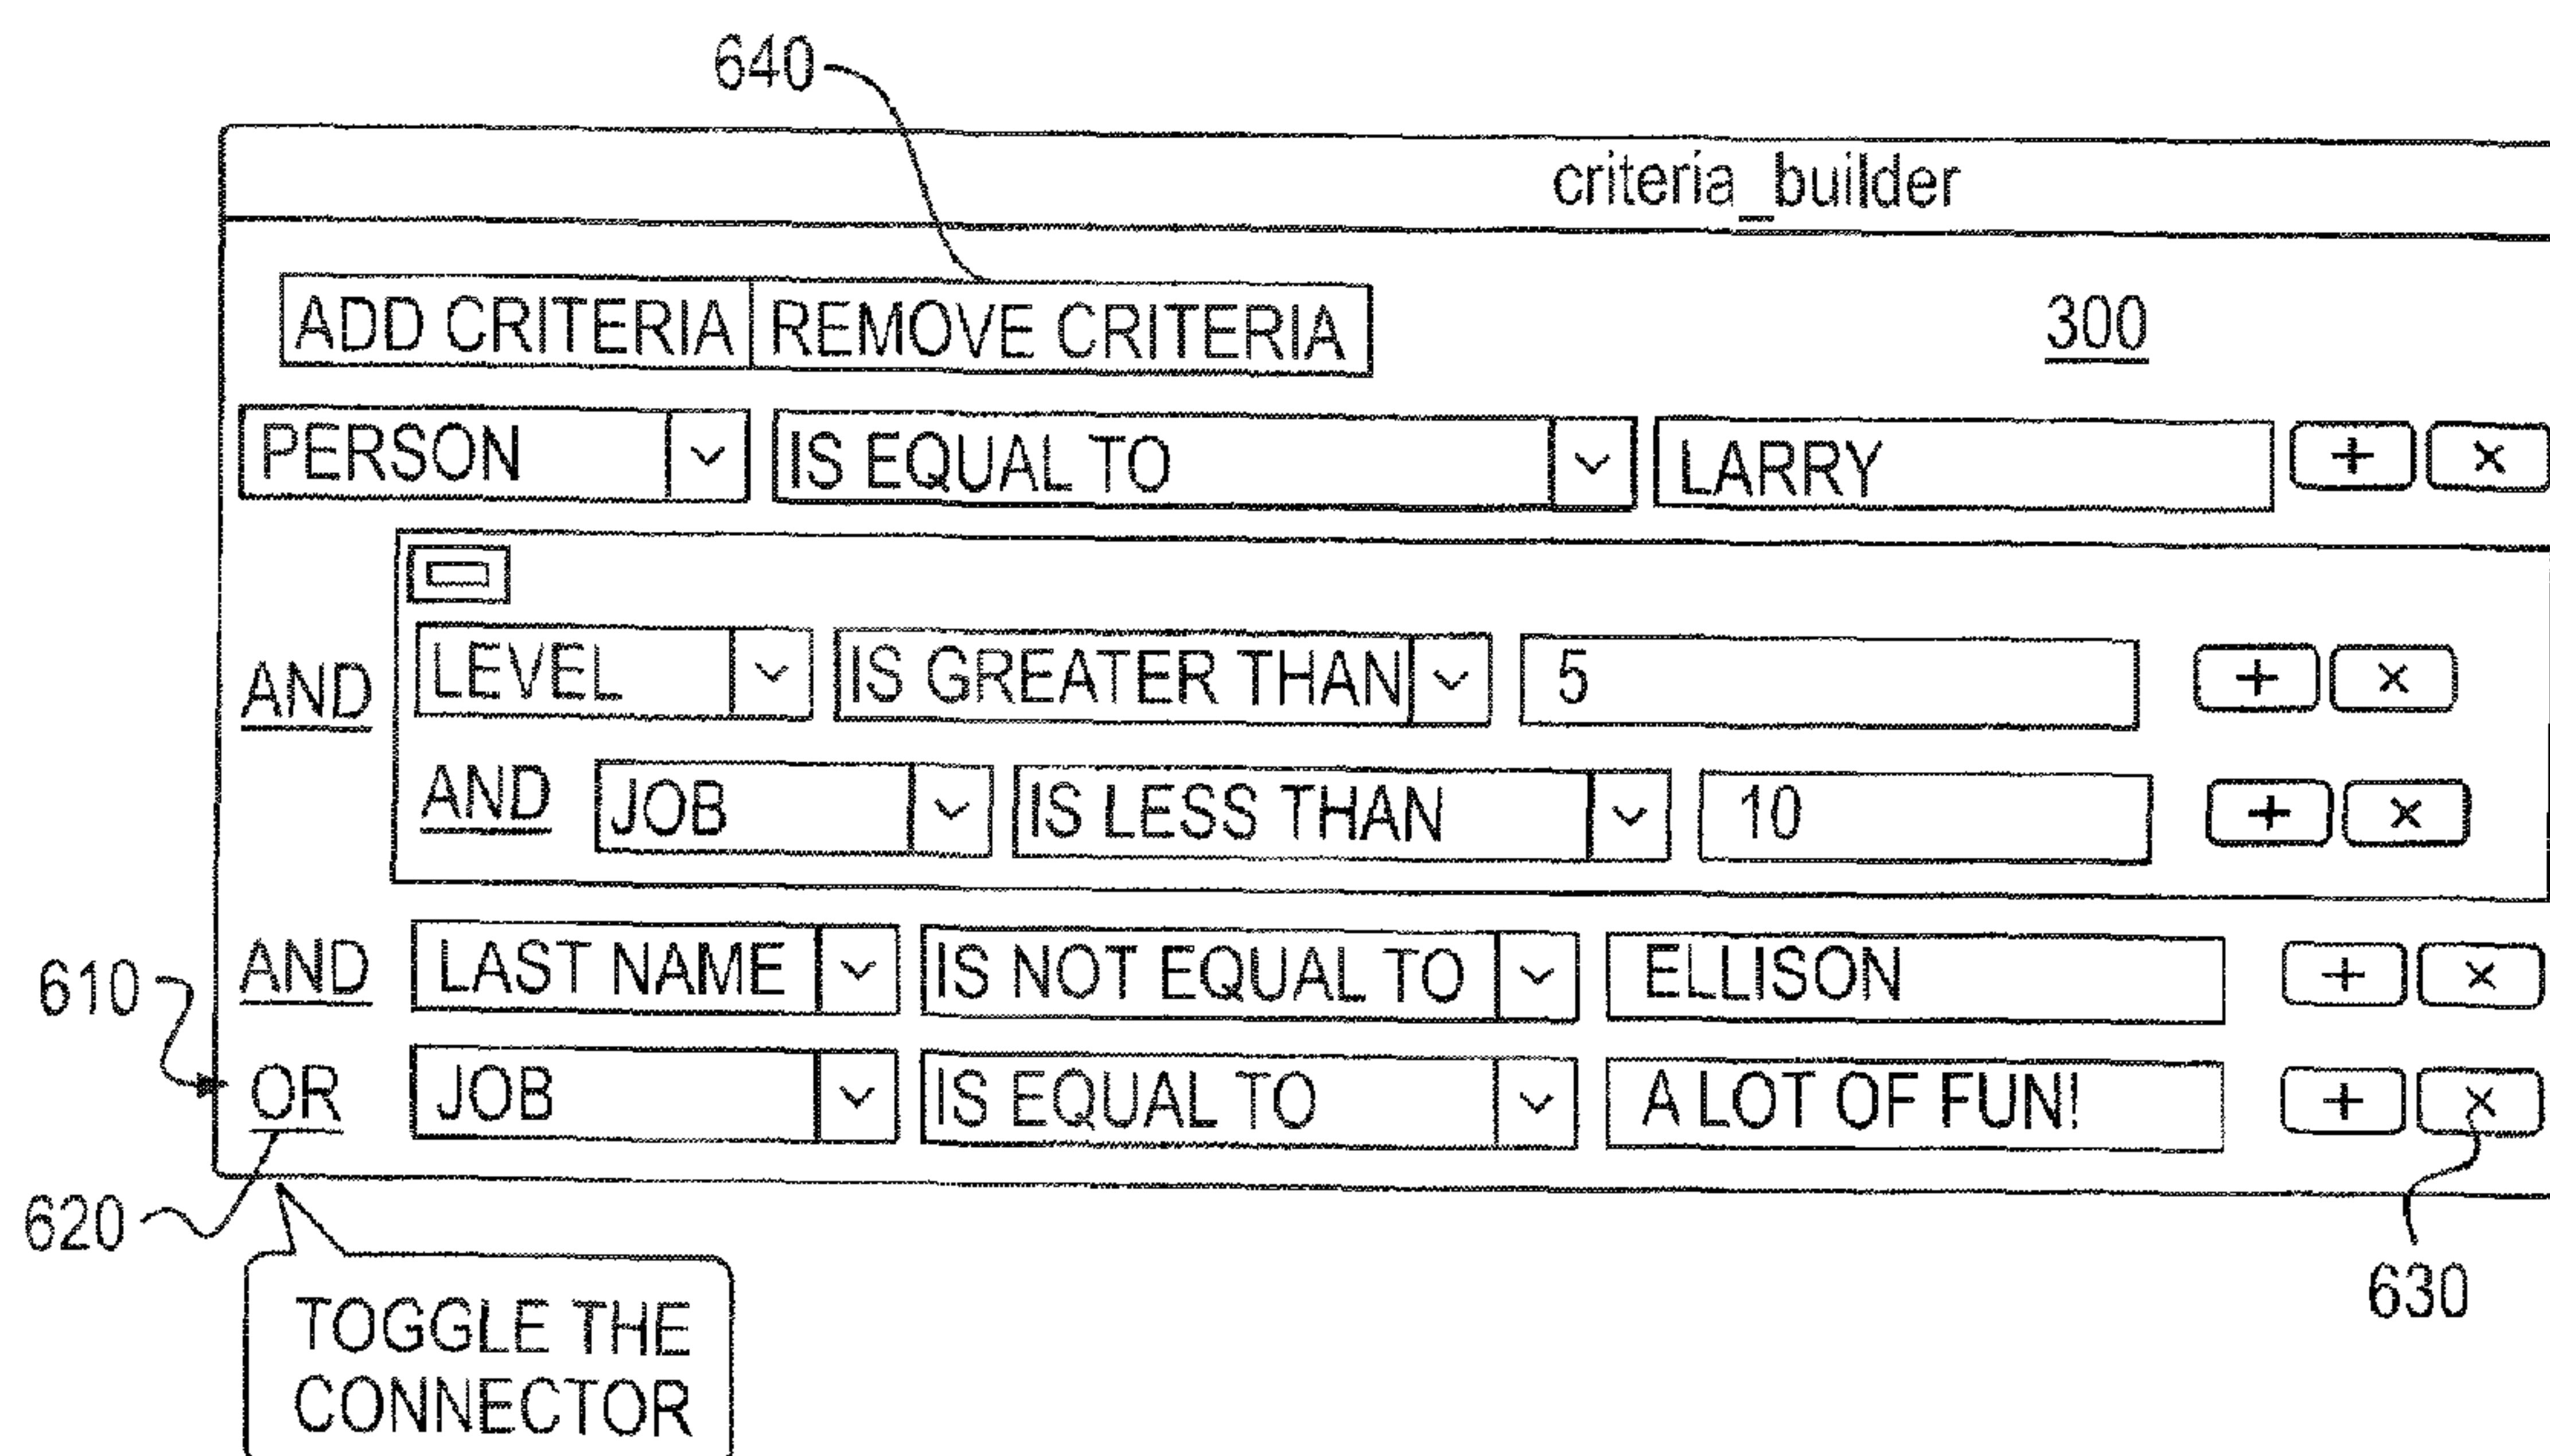 640
criteria_builder
ADD CRITERIA REMOVE CRITERIA 300
PERSON IS EQUAL TO LARRY + ×
AND
LEVEL IS GREATER THAN 5 + ×
AND JOB IS LESS THAN 10 + ×
610 AND LAST NAME IS NOT EQUAL TO ELLISON + ×
OR JOB IS EQUAL TO A LOT OF FUN! + ×
620
630
TOGGLE THE
CONNECTOR